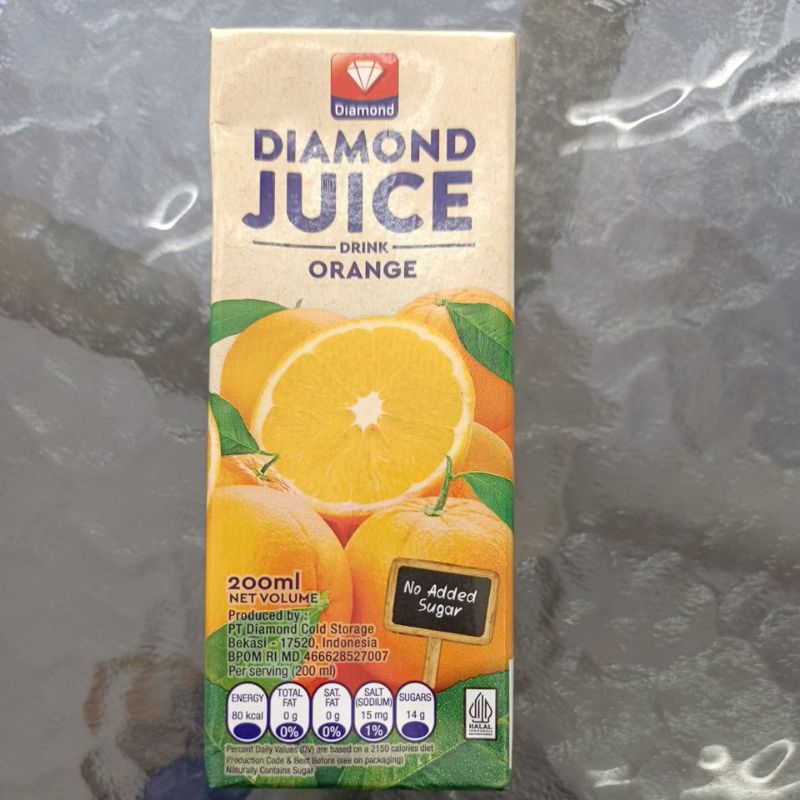 Diamond
DIAMOND
JUICE
DRINK
ORANGE
No Added
Sugar
200ml
NET VOLUME
Produced by :
PT Diamond Cold Storage
Bekasi - 17520, Indonesia
BPOM RI MD 466628527007
Per serving (200 ml)
ENERGY
80 kcal
TOTAL
FAT
0 g
0%
SAT.
FAT
0 g
0%
SALT
(SODIUM)
15 mg
1%
SUGARS
14 g
HALAL
INDONESIA
Percent Daily Values (DV) are based on a 2150 calories diet
Production Code & Best Before (see on packaging)
Naturally Contains Sugar